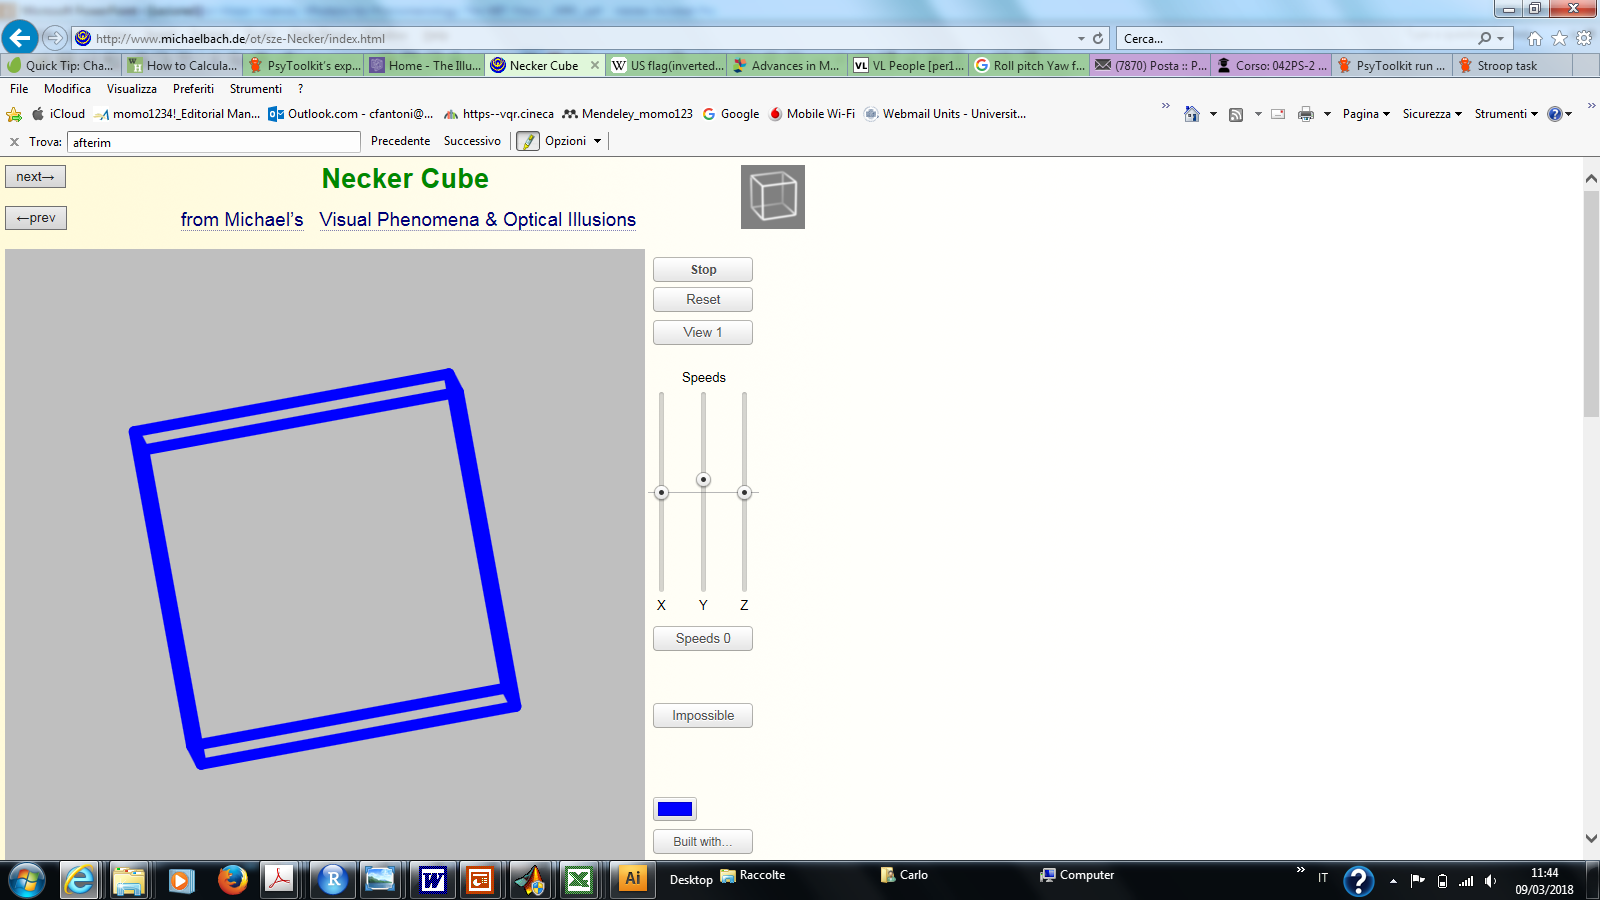 http://www.michaelbach.de/ot/sze-Necker/index.html
Cerca...
Quick Tip: Cha...
How to Calcula...
PsyToolkit's exp...
Home - The Illu...
Necker Cube
US flag(inverted...
Advances in M...
VL People [per1...
Roll pitch Yaw f...
(7870) Posta :: P...
Corso: 042PS-2 ...
PsyToolkit run ...
Stroop task
File Modifica Visualizza Preferiti Strumenti ?
iCloud momo1234!_Editorial Man... Outlook.com - cfantoni@... https--vqr.cineca Mendeley_momo123 Google Mobile Wi-Fi Webmail Units - Universit...
Pagina Sicurezza Strumenti
Trova: afterim Precedente Successivo Opzioni
next→
Necker Cube
←prev
from Michael's Visual Phenomena & Optical Illusions
Stop
Reset
View 1
Speeds
X Y Z
Speeds 0
Impossible
Built with...
Desktop Raccolte Carlo Computer
IT
11:44
09/03/2018